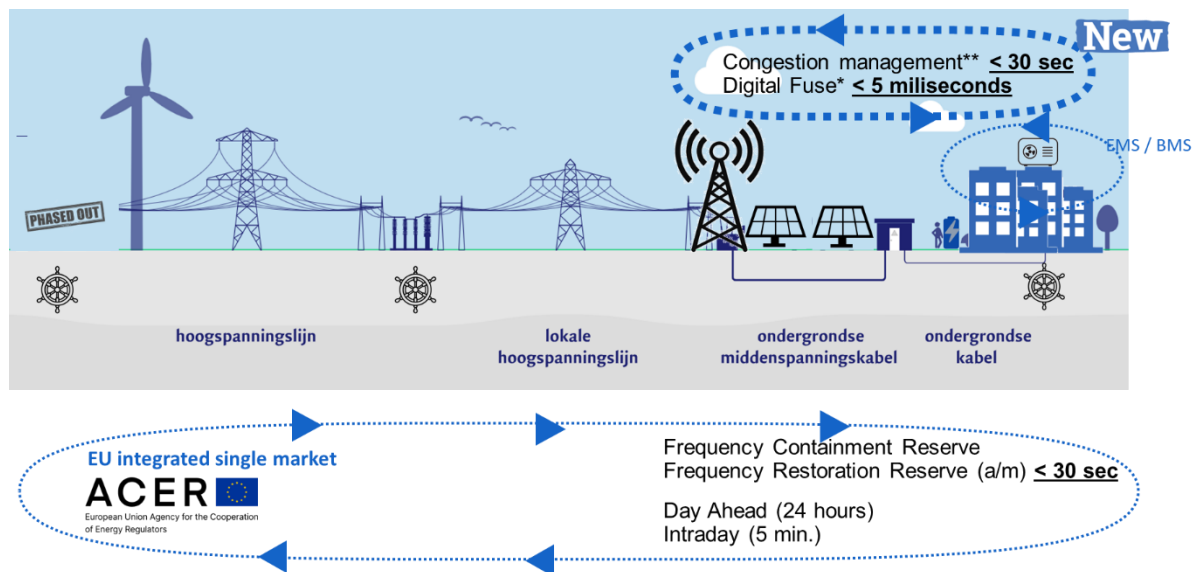 New
Congestion management** < 30 sec
Digital Fuse* < 5 miliseconds
EMS / BMS
PHASED OUT
hoogspanningslijn
lokale
hoogspanningslijn
ondergrondse
middenspanningskabel
ondergrondse
kabel
EU integrated single market
ACER
European Union Agency for the Cooperation
of Energy Regulators
Frequency Containment Reserve
Frequency Restoration Reserve (a/m) < 30 sec
Day Ahead (24 hours)
Intraday (5 min.)